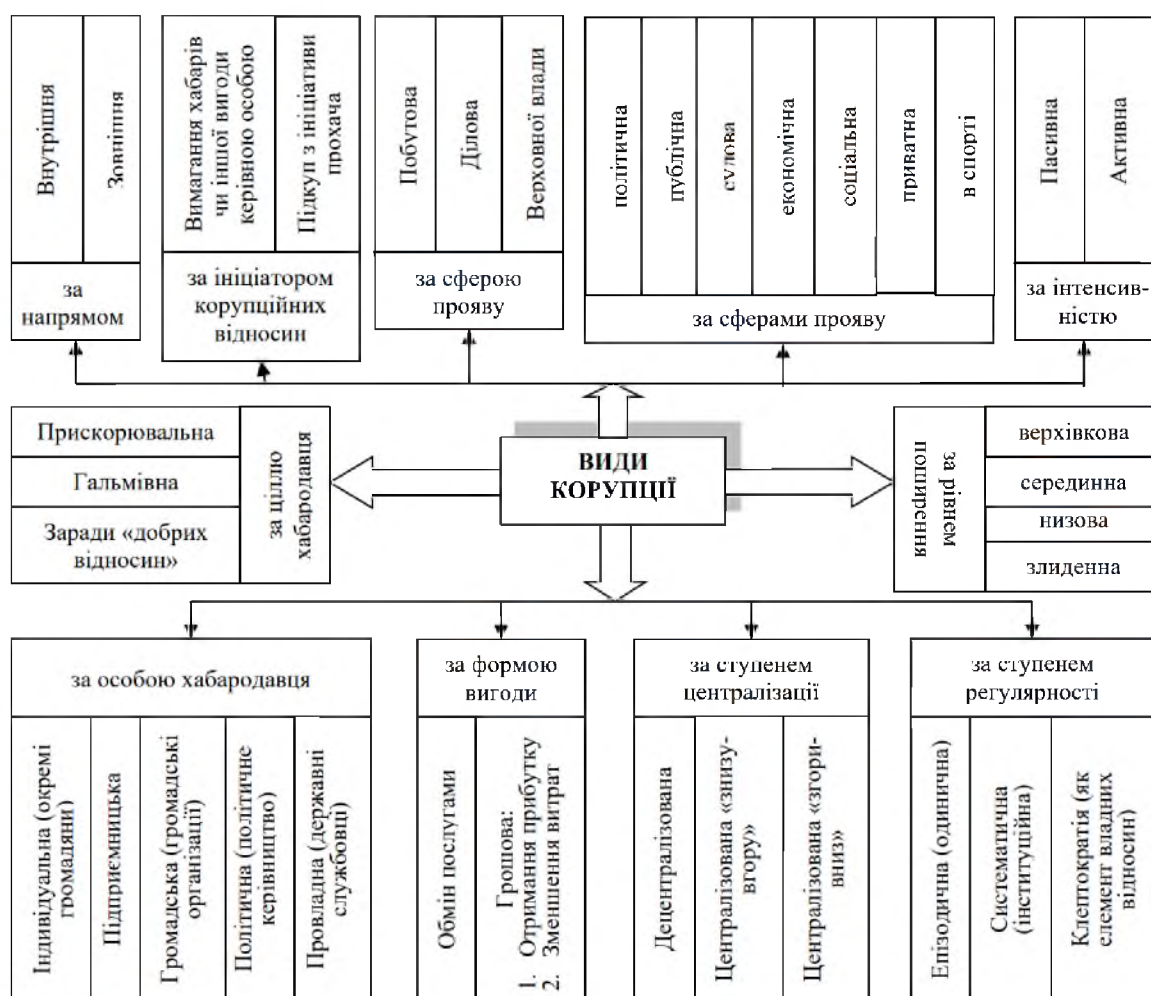 Внутрішня
Зовнішня
за
напрямом
Вимагання хабарів
чи іншої вигоди
керівною особою
Підкуп з ініціативи
прохача
за ініціатором
корупційних
відносин
Побутова
Ділова
Верховної влади
за сферою
прояву
політична
публічна
судова
економічна
соціальна
приватна
в спорті
за сферами прояву
Пасивна
Активна
за інтенсив-
ністю
Прискорювальна
Гальмівна
Заради «добрих
відносин»
за ціллю
хабародавця
ВИДИ
КОРУПЦІЇ
за рівнем
поширення
верхівкова
серединна
низова
злиденна
за особою хабародавця
Індивідуальна (окремі
громадяни)
Підприємницька
Громадська (громадські
організації)
Політична (політичне
керівництво)
Провладна (державні
службовці)
за формою
вигоди
Обмін послугами
Грошова:
1. Отримання прибутку
2. Зменшення витрат
за ступенем
централізації
Децентралізована
Централізована «знизу-
вгору»
Централізована «згори-
вниз»
за ступенем
регулярності
Епізодична (одинична)
Систематична
(інституційна)
Клептократія (як
елемент владних
відносин)